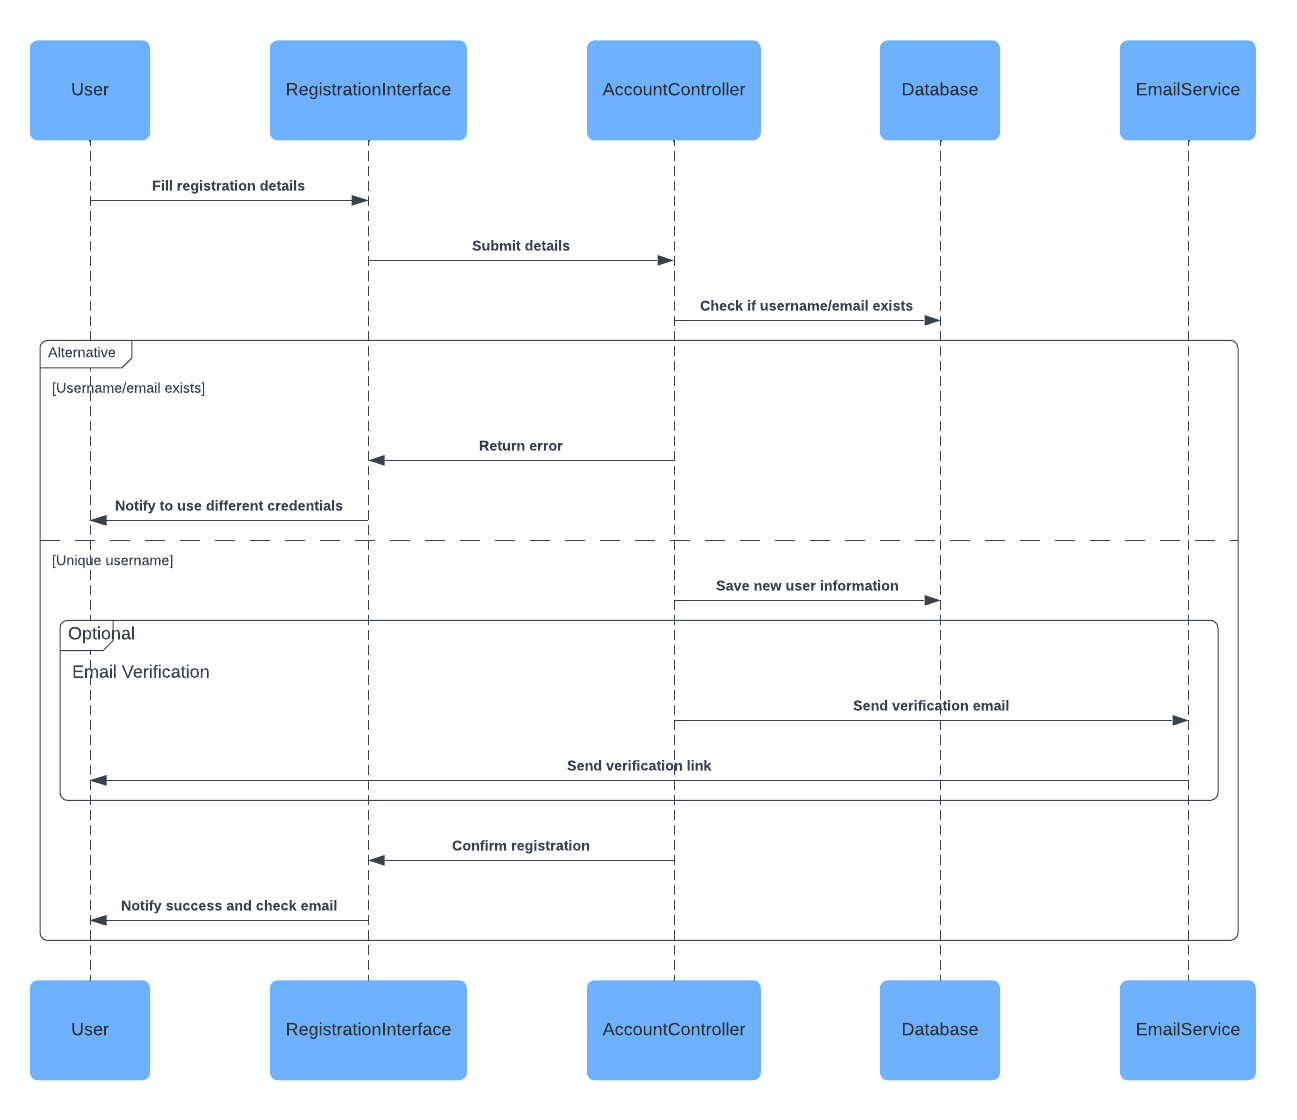 User
RegistrationInterface
AccountController
Database
EmailService
Fill registration details
Submit details
Check if username/email exists
Alternative
[Username/email exists]
Return error
Notify to use different credentials
[Unique username]
Save new user information
Optional
Email Verification
Send verification email
Send verification link
Confirm registration
Notify success and check email
User
RegistrationInterface
AccountController
Database
EmailService